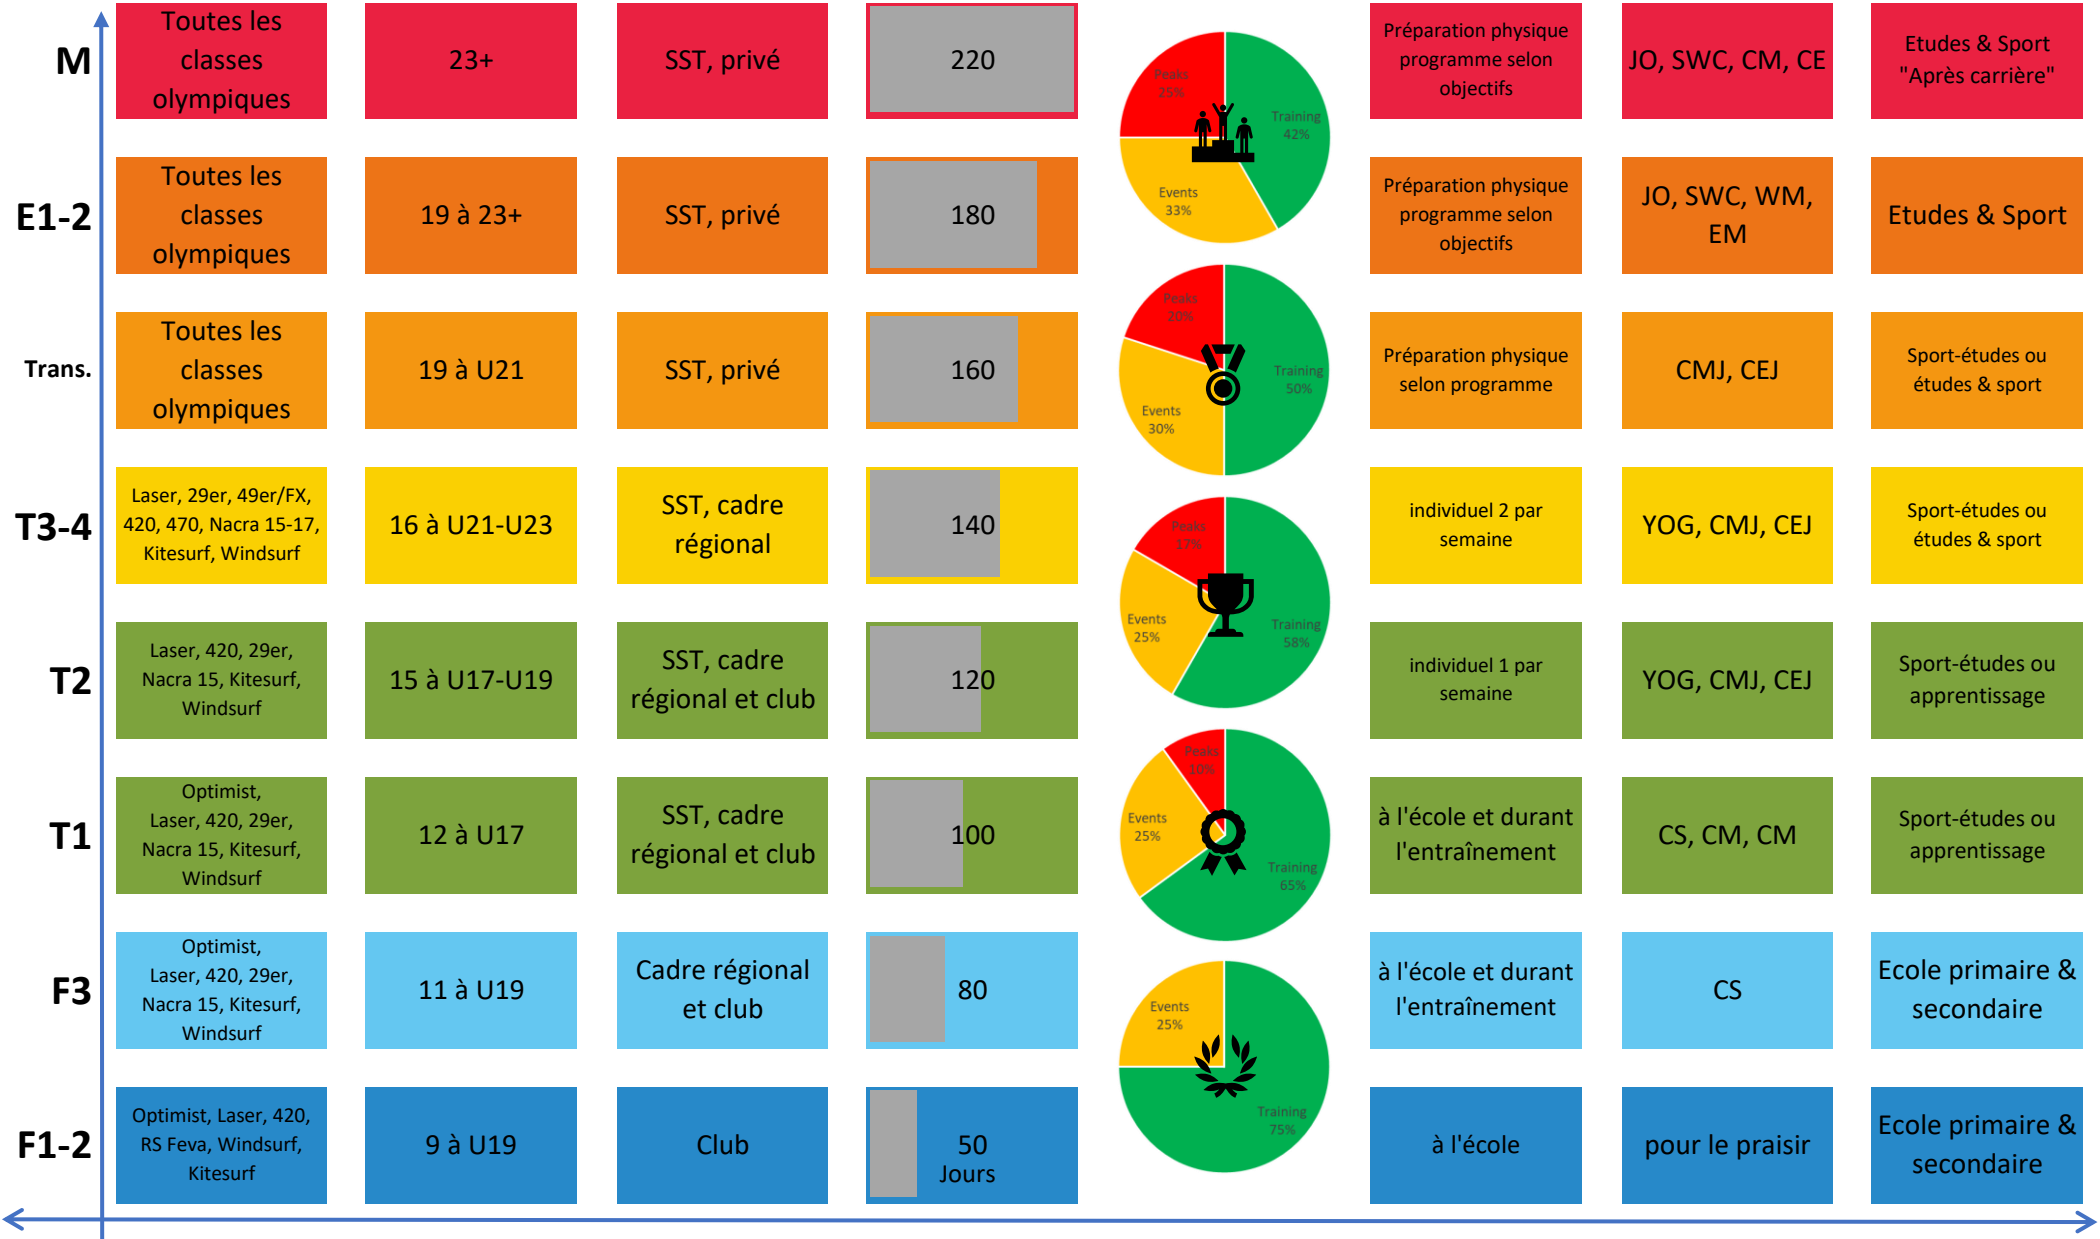 M
Toutes les
classes
olympiques
23+
SST, privé
220
Peaks
25%
Training
42%
Events
33%
Préparation physique
programme selon
objectifs
JO, SWC, CM, CE
Etudes & Sport
"Après carrière"
E1-2
Toutes les
classes
olympiques
19 à 23+
SST, privé
180
Préparation physique
programme selon
objectifs
JO, SWC, WM,
EM
Etudes & Sport
Trans.
Toutes les
classes
olympiques
19 à U21
SST, privé
160
Peaks
20%
Training
50%
Events
30%
Préparation physique
selon programme
CMJ, CEJ
Sport-études ou
études & sport
T3-4
Laser, 29er, 49er/FX,
420, 470, Nacra 15-17,
Kitesurf, Windsurf
16 à U21-U23
SST, cadre
régional
140
Peaks
17%
Events
25%
Training
58%
individuel 2 par
semaine
YOG, CMJ, CEJ
Sport-études ou
études & sport
T2
Laser, 420, 29er,
Nacra 15, Kitesurf,
Windsurf
15 à U17-U19
SST, cadre
régional et club
120
individuel 1 par
semaine
YOG, CMJ, CEJ
Sport-études ou
apprentissage
T1
Optimist,
Laser, 420, 29er,
Nacra 15, Kitesurf,
Windsurf
12 à U17
SST, cadre
régional et club
100
Peaks
10%
Events
25%
Training
65%
à l'école et durant
l'entraînement
CS, CM, CM
Sport-études ou
apprentissage
F3
Optimist,
Laser, 420, 29er,
Nacra 15, Kitesurf,
Windsurf
11 à U19
Cadre régional
et club
80
Events
25%
Training
75%
à l'école et durant
l'entraînement
CS
Ecole primaire &
secondaire
F1-2
Optimist, Laser, 420,
RS Feva, Windsurf,
Kitesurf
9 à U19
Club
50
Jours
à l'école
pour le praisir
Ecole primaire &
secondaire